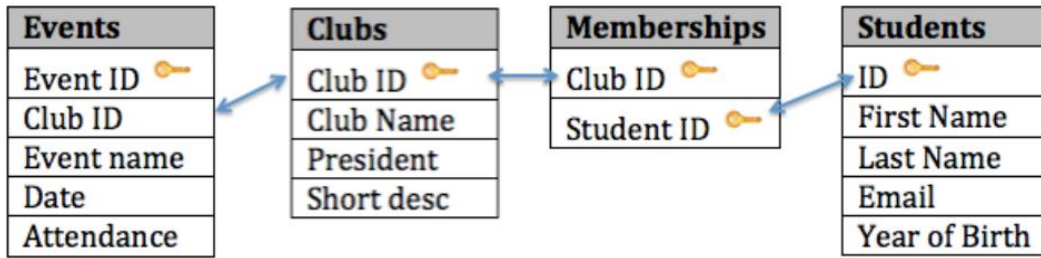 Events
Event ID
Club ID
Event name
Date
Attendance
Clubs
Club ID
Club Name
President
Short desc
Memberships
Club ID
Student ID
Students
ID
First Name
Last Name
Email
Year of Birth